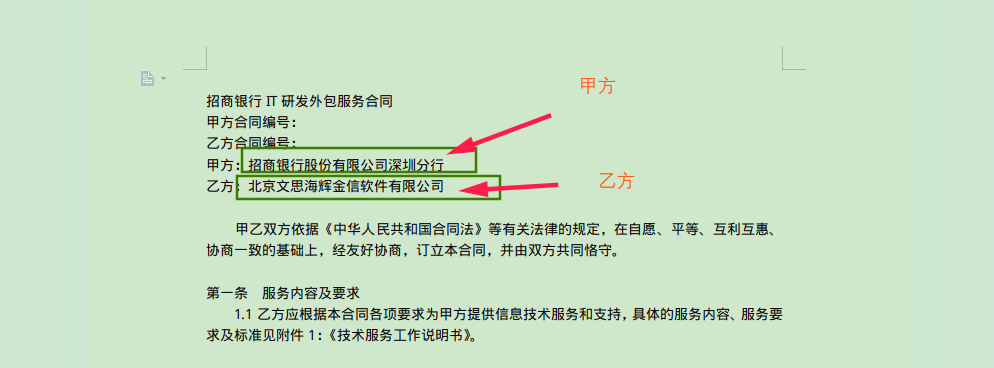 甲方
招商银行 IT 研发外包服务合同
甲方合同编号：
乙方合同编号：
甲方：招商银行股份有限公司深圳分行
乙方：北京文思海辉金信软件有限公司
乙方
甲乙双方依据《中华人民共和国合同法》等有关法律的规定，在自愿、平等、互利互惠、
协商一致的基础上，经友好协商，订立本合同，并由双方共同恪守。
第一条 服务内容及要求
1.1 乙方应根据本合同各项要求为甲方提供信息技术服务和支持，具体的服务内容、服务要
求及标准见附件 1：《技术服务工作说明书》。